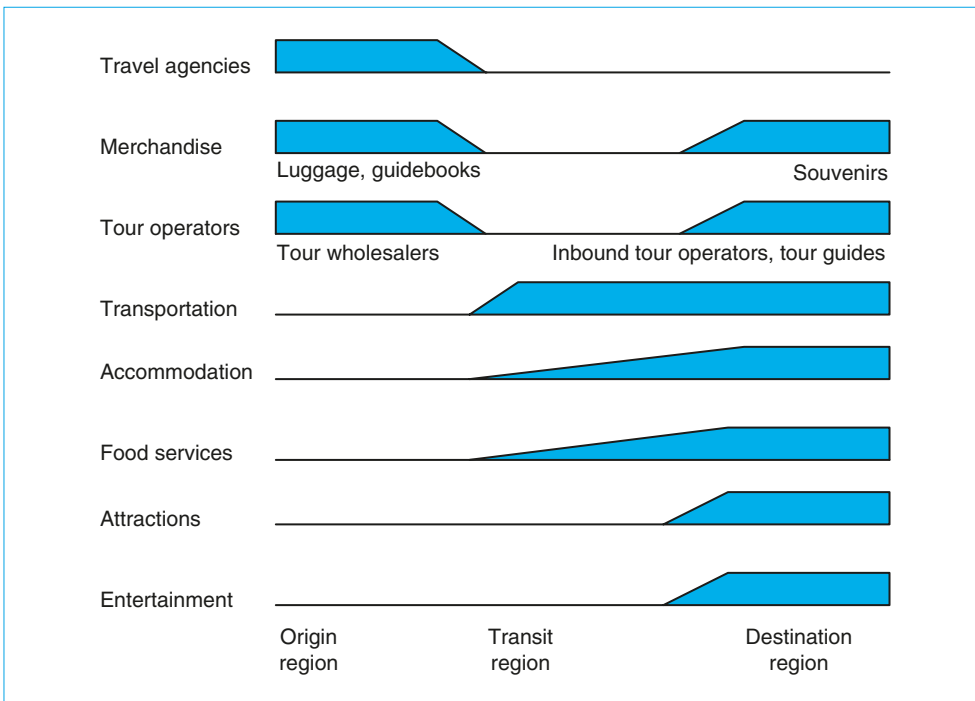 Travel agencies
Merchandise
Luggage, guidebooks
Souvenirs
Tour operators
Tour wholesalers
Inbound tour operators, tour guides
Transportation
Accommodation
Food services
Attractions
Entertainment
Origin
region
Transit
region
Destination
region